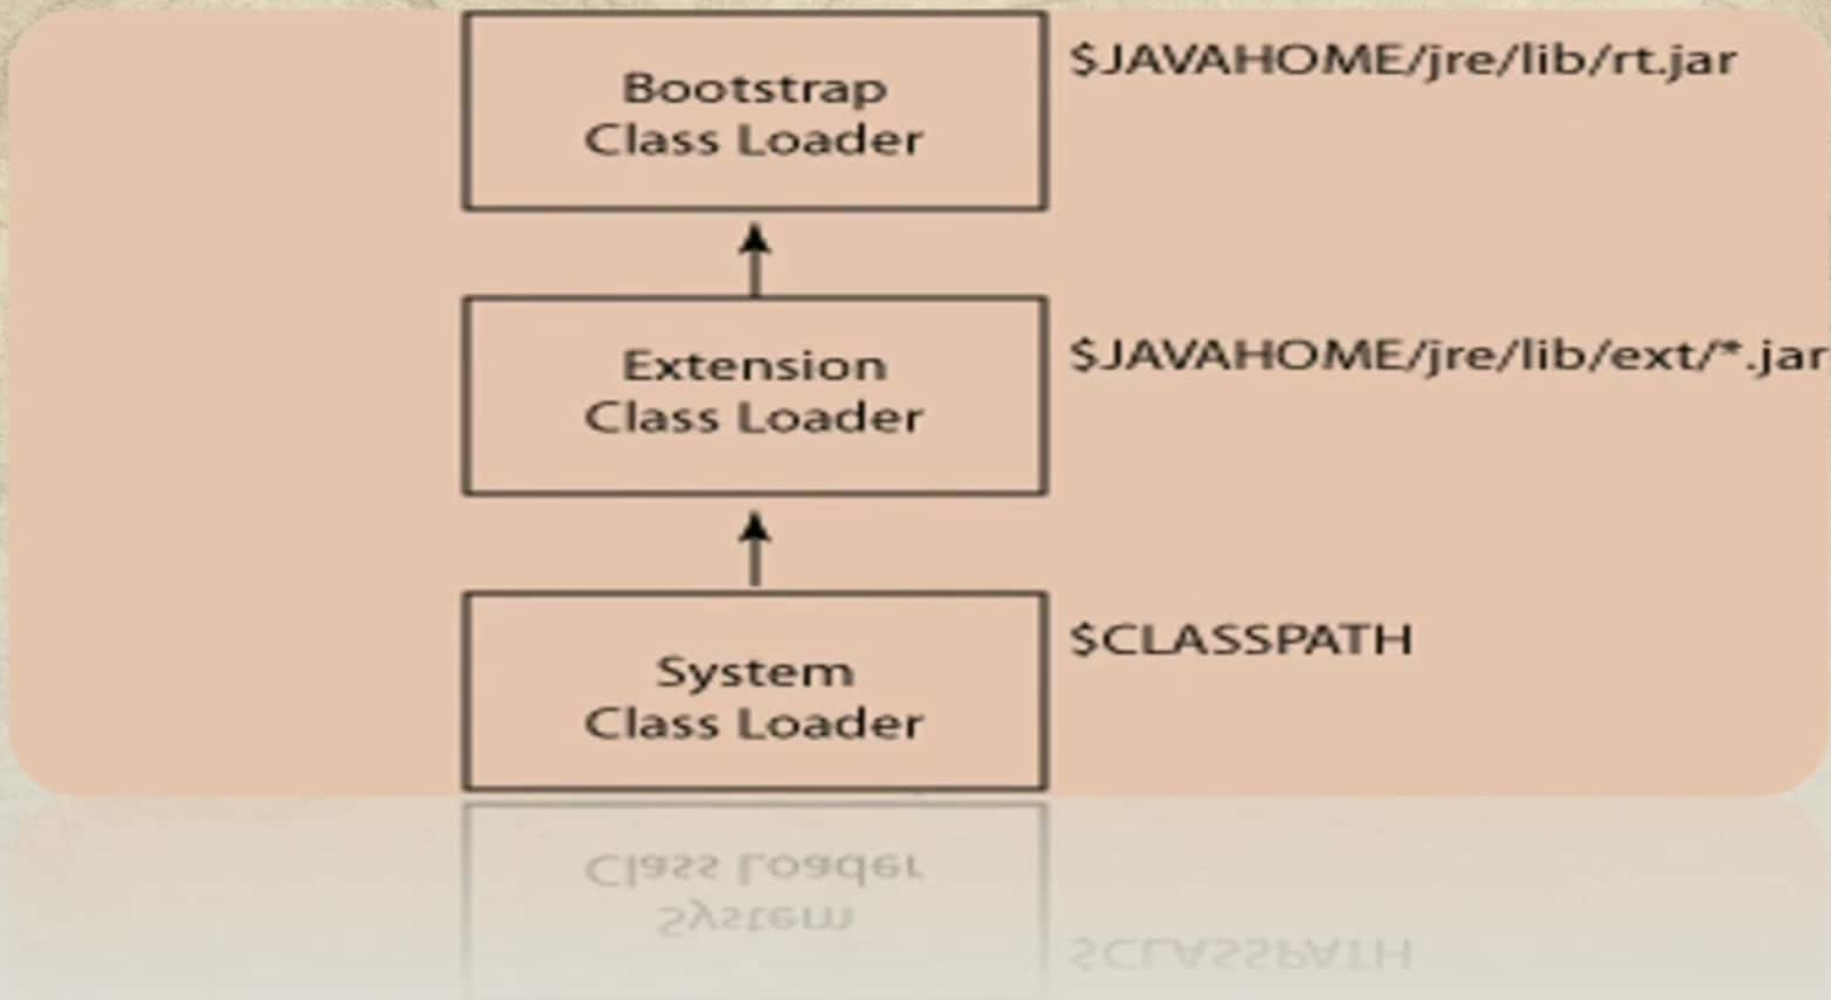 Bootstrap
Class Loader
$JAVAHOME/jre/lib/rt.jar
Extension
Class Loader
$JAVAHOME/jre/lib/ext/*.jar
System
Class Loader
$CLASSPATH